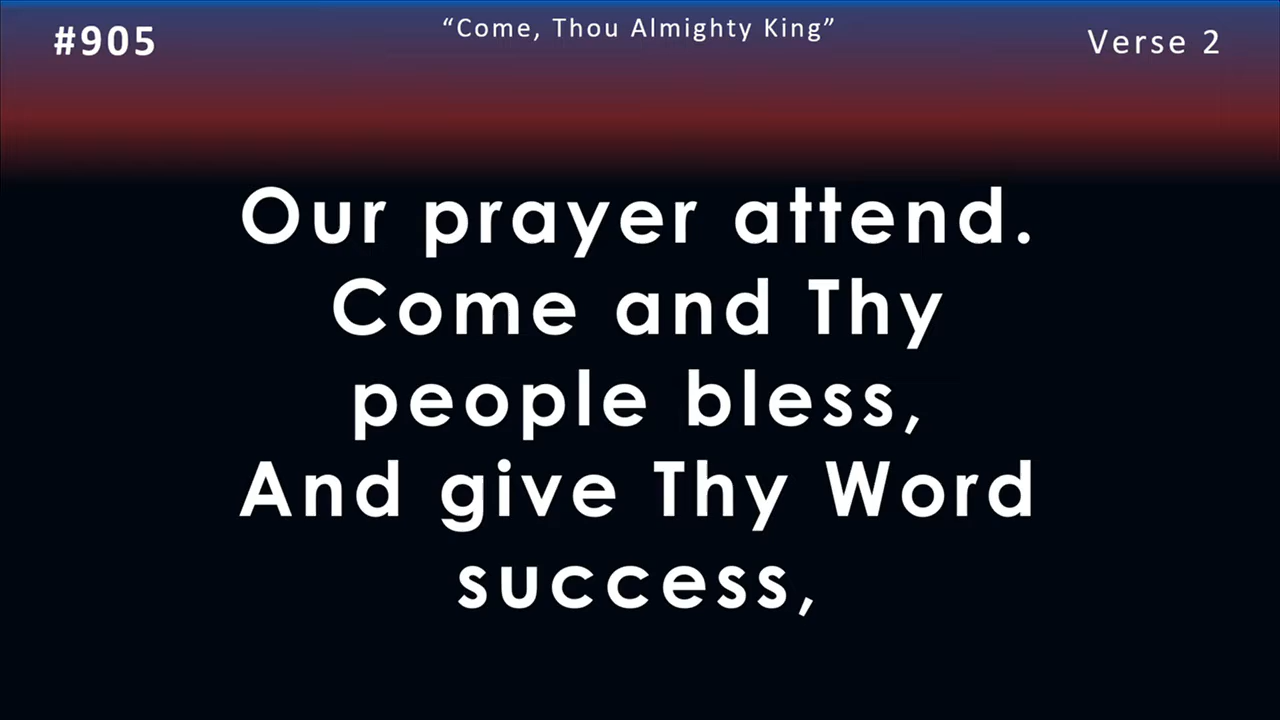 #905
“Come, Thou Almighty King”
Verse 2
Our prayer attend.
Come and Thy
people bless,
And give Thy Word
success,